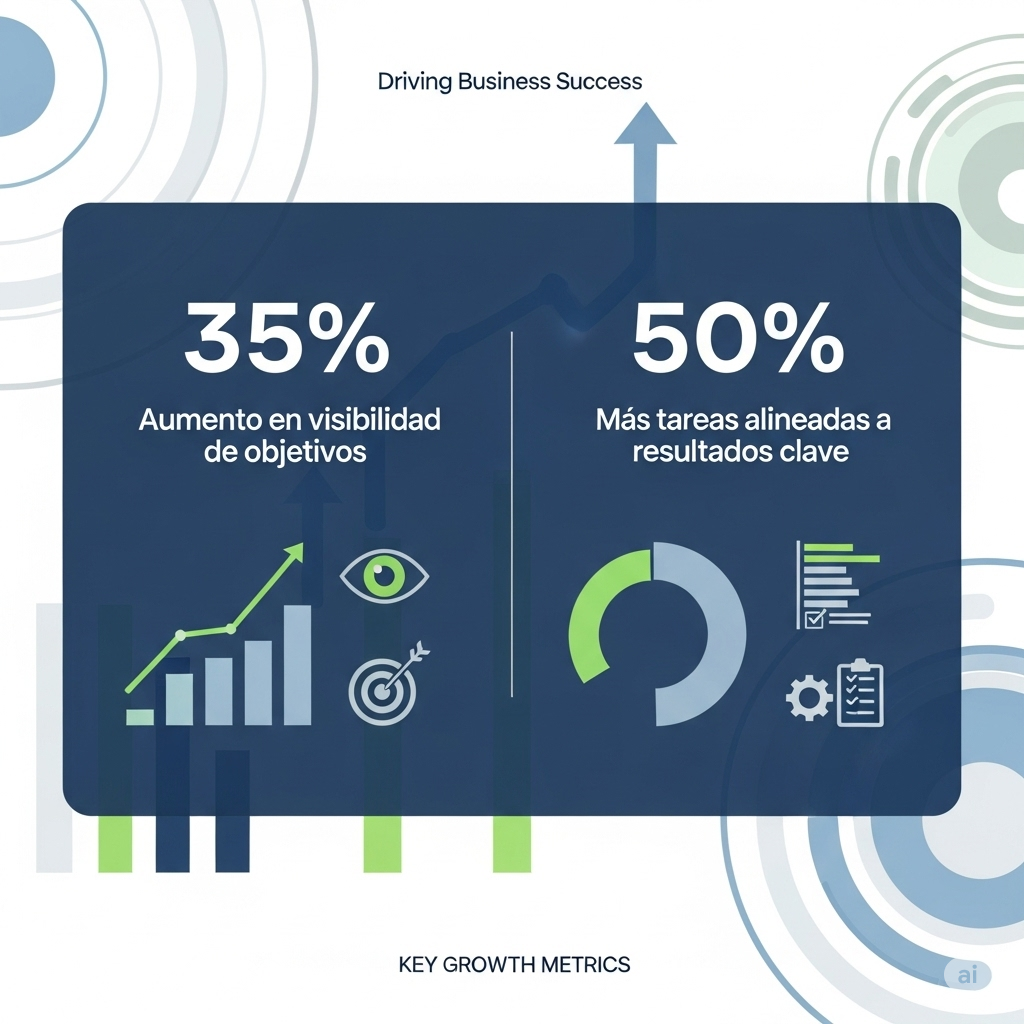 Driving Business Success
35%
Aumento en visibilidad
de objetivos
50%
Más tareas alineadas a
resultados clave
KEY GROWTH METRICS
ai